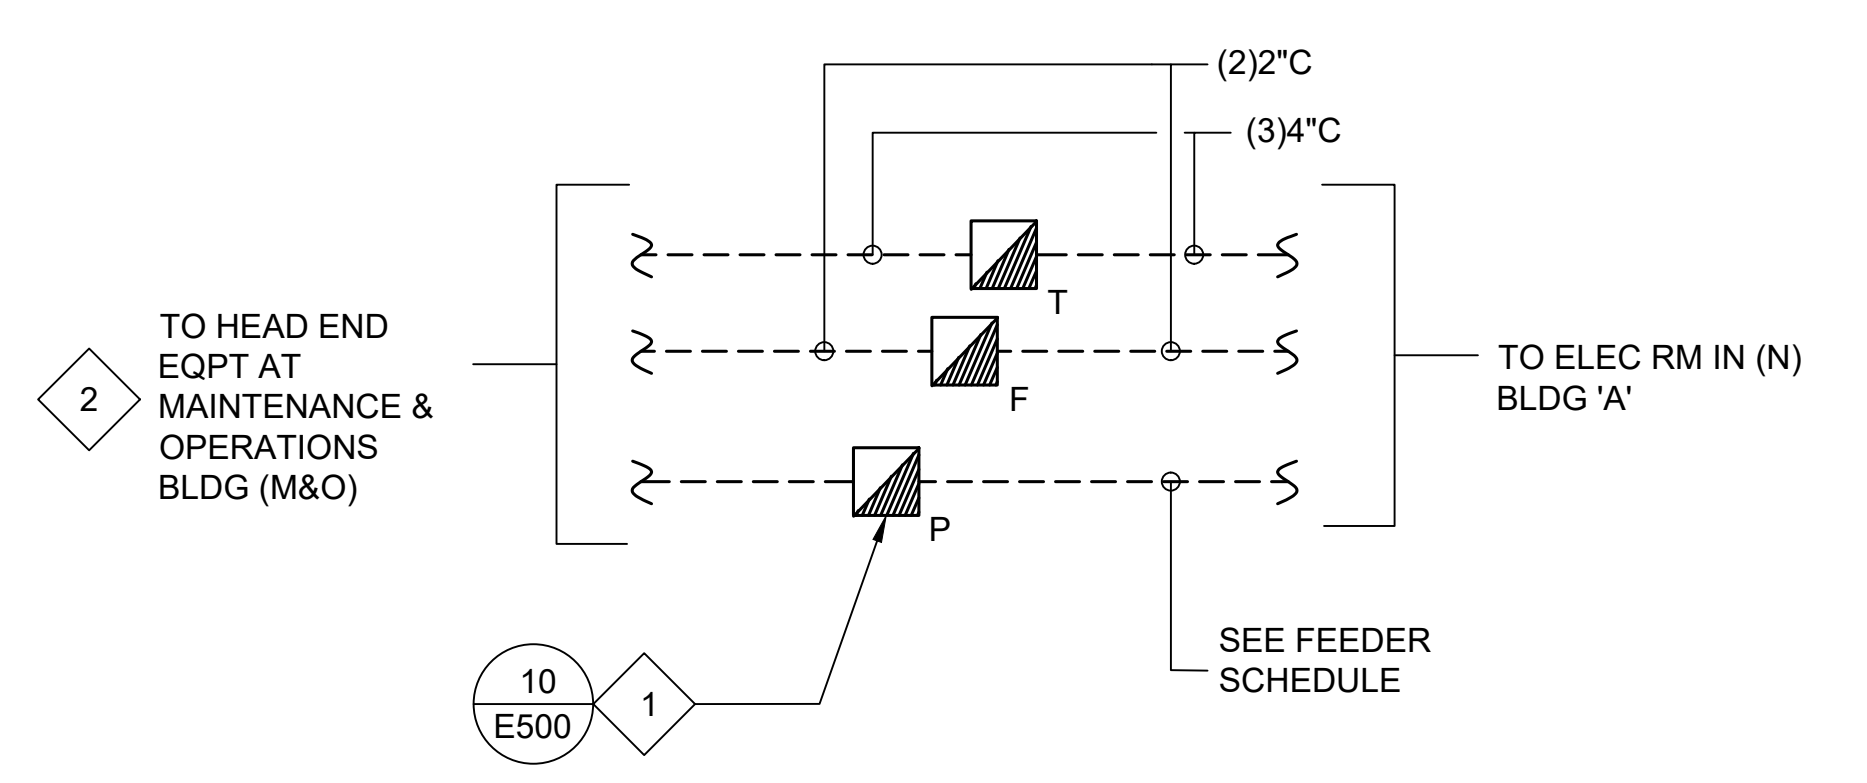 (2)2"C
(3)4"C
T
F
P
2
TO HEAD END
EQPT AT
MAINTENANCE &
OPERATIONS
BLDG (M&O)
TO ELEC RM IN (N)
BLDG 'A'
SEE FEEDER
SCHEDULE
10
E500
1